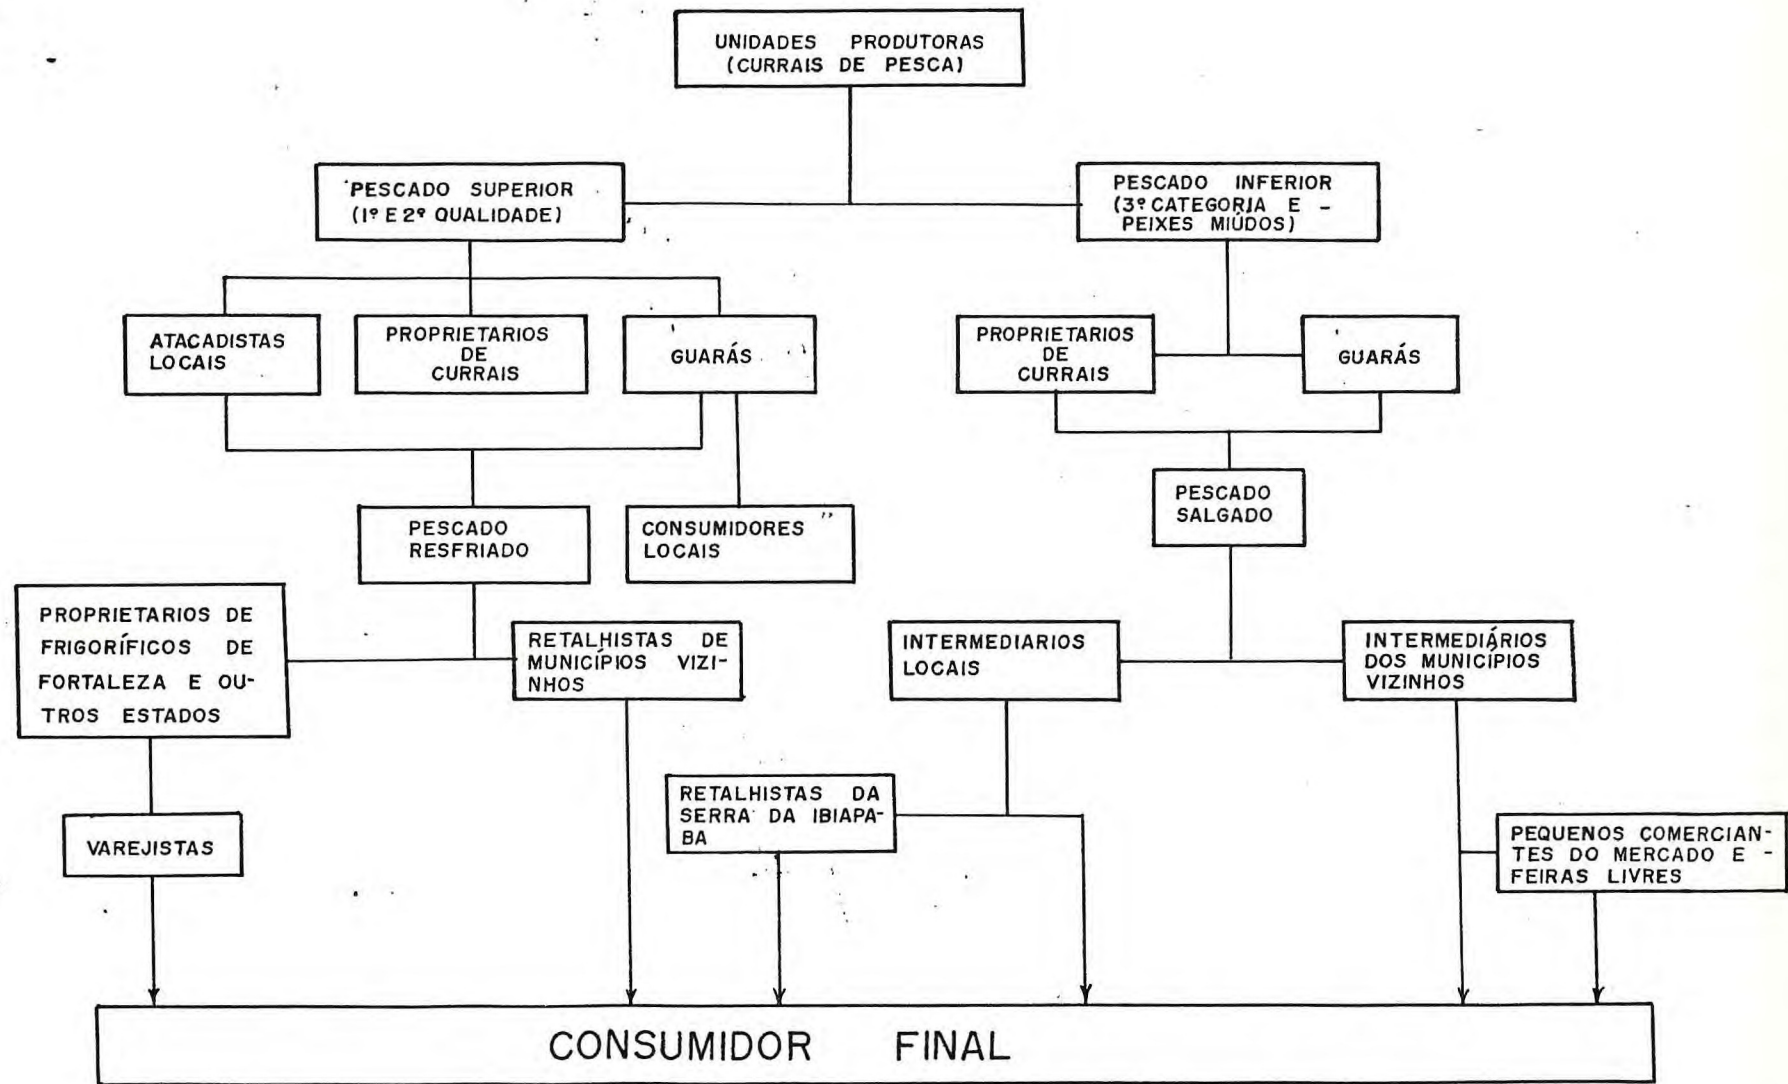 UNIDADES PRODUTORAS
(CURRAIS DE PESCA)
PESCADO SUPERIOR
(1º E 2º QUALIDADE)
PESCADO INFERIOR
(3º CATEGORIA E -
PEIXES MIÚDOS)
ATACADISTAS
LOCAIS
PROPRIETARIOS
DE
CURRAIS
GUARÁS
PROPRIETARIOS
DE
CURRAIS
GUARÁS
PESCADO
RESFRIADO
CONSUMIDORES
LOCAIS
PESCADO
SALGADO
PROPRIETARIOS DE
FRIGORÍFICOS DE
FORTALEZA E OU-
TROS ESTADOS
RETALHISTAS DE
MUNICÍPIOS VIZI-
NHOS
INTERMEDIARIOS
LOCAIS
INTERMEDIÁRIOS
DOS MUNICÍPIOS
VIZINHOS
VAREJISTAS
RETALHISTAS DA
SERRA DA IBIAPA-
BA
PEQUENOS COMERCIAN-
TES DO MERCADO E -
FEIRAS LIVRES
CONSUMIDOR FINAL